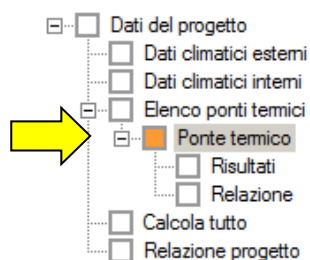 Dati del progetto
Dati climatici esterni
Dati climatici interni
Elenco ponti termici
Ponte termico
Risultati
Relazione
Calcola tutto
Relazione progetto